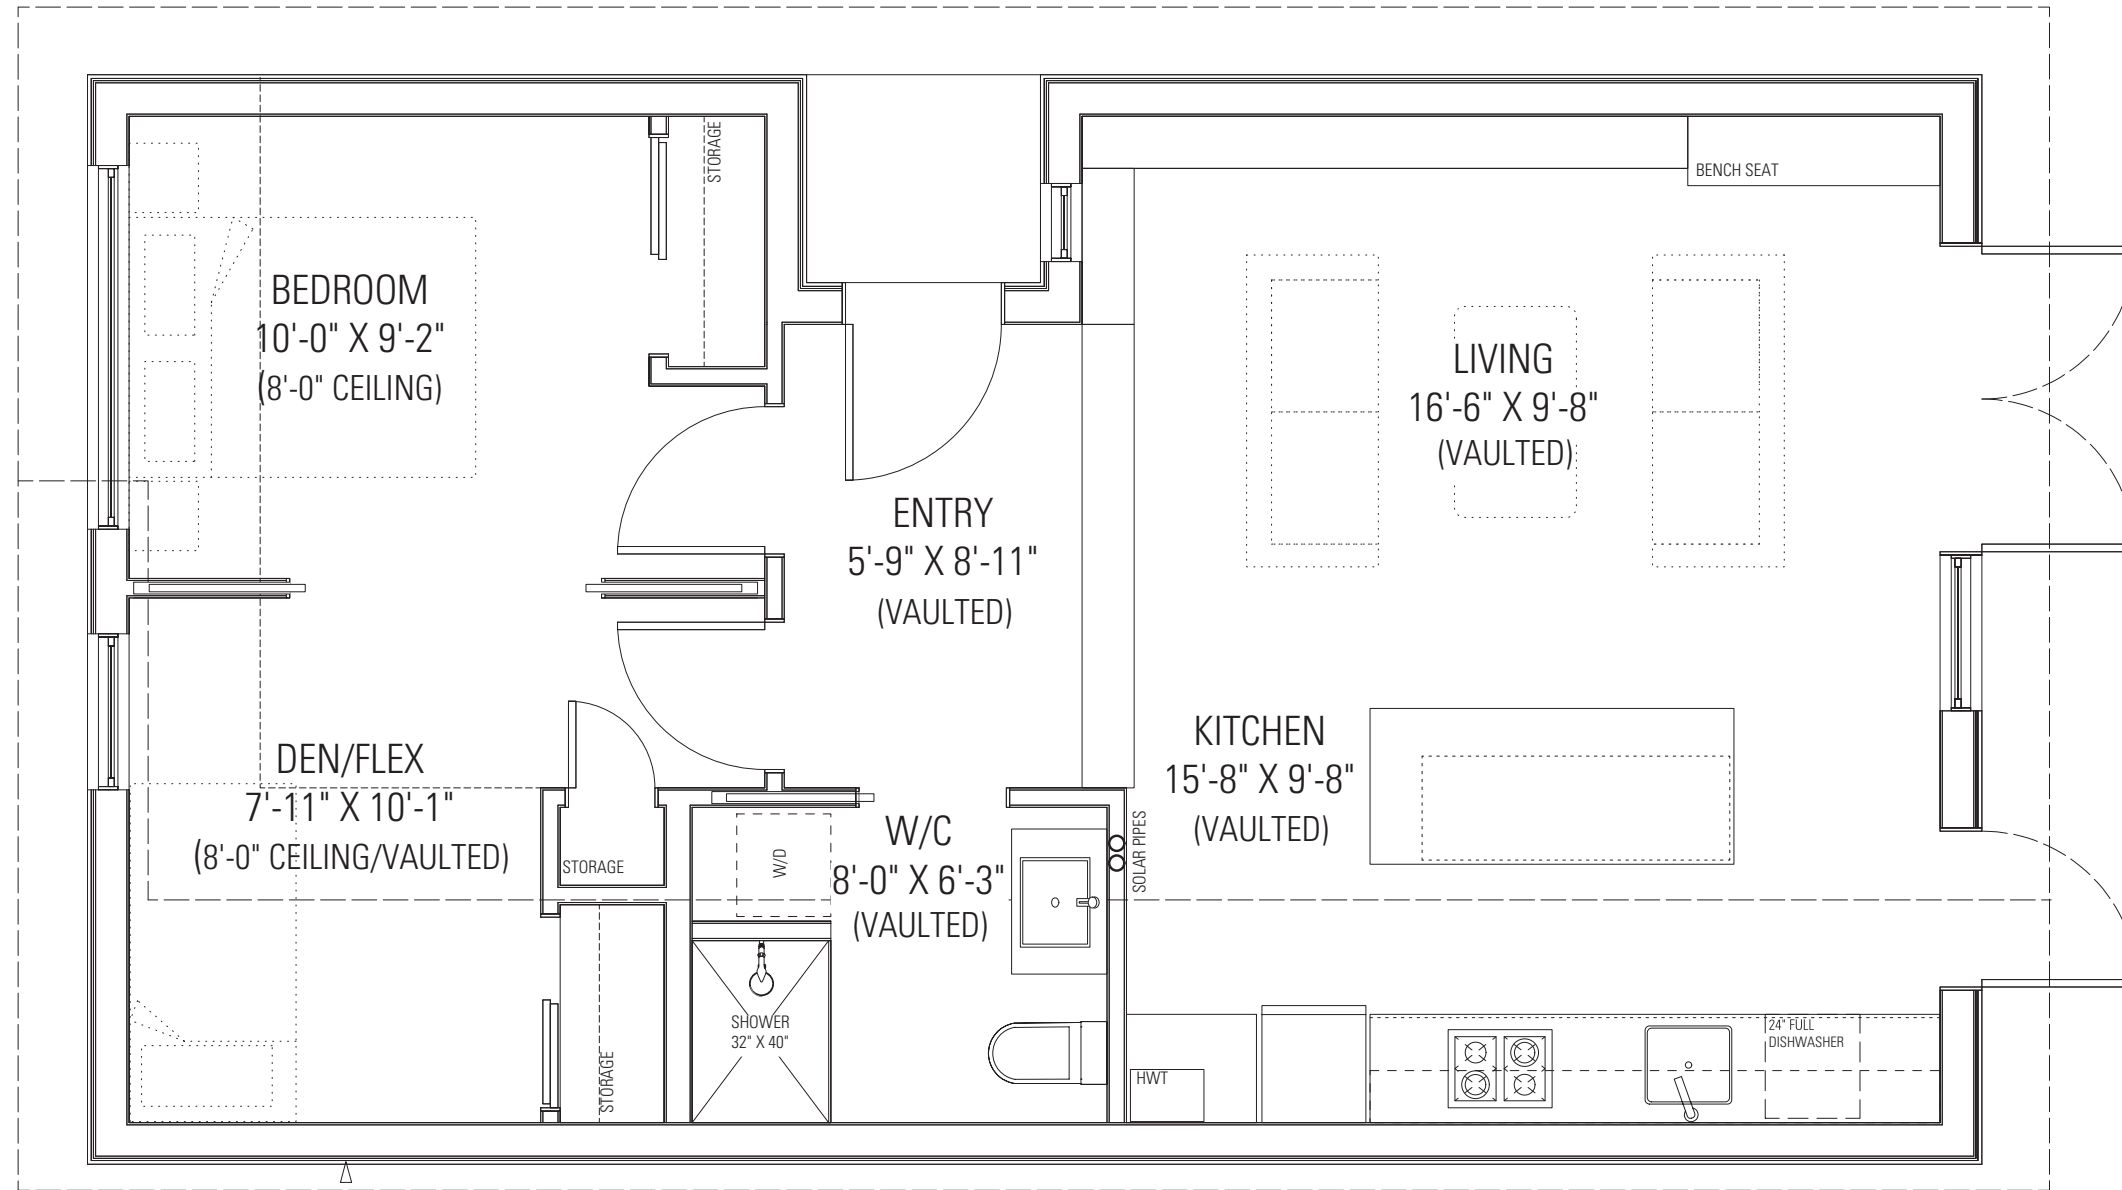 STORAGE
BENCH SEAT
BEDROOM
10'-0" X 9'-2"
(8'-0" CEILING)
LIVING
16'-6" X 9'-8"
(VAULTED)
ENTRY
5'-9" X 8'-11"
(VAULTED)
DEN/FLEX
7'-11" X 10'-1"
(8'-0" CEILING/VAULTED)
STORAGE
W/D
W/C
8'-0" X 6'-3"
(VAULTED)
SOLAR PIPES
KITCHEN
15'-8" X 9'-8"
(VAULTED)
STORAGE
SHOWER
32" X 40"
HWT
24" FULL
DISHWASHER